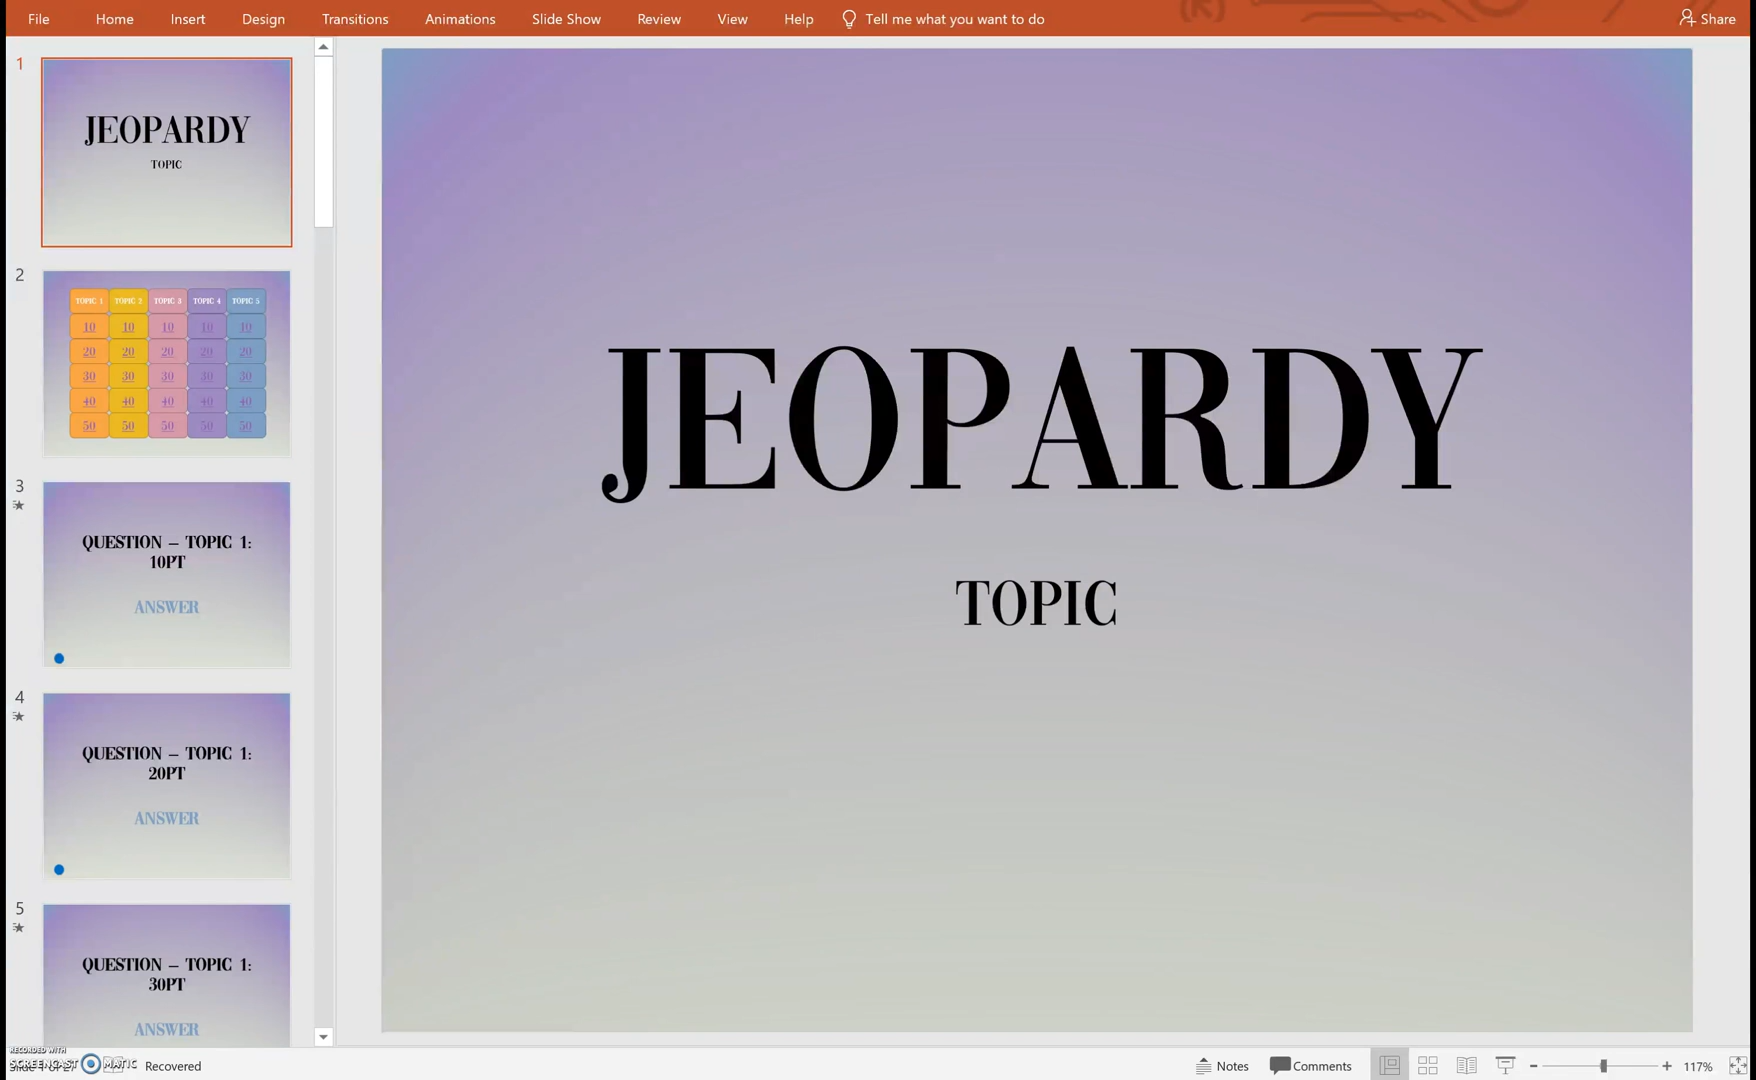 File Home Insert Design Transitions Animations Slide Show Review View Help Tell me what you want to do Share
1
JEOPARDY
TOPIC
2
TOPIC 1 TOPIC 2 TOPIC 3 TOPIC 4 TOPIC 5
10 10 10 10 10
20 20 20 20 20
30 30 30 30 30
40 40 40 40 40
50 50 50 50 50
3
QUESTION – TOPIC 1:
10PT
ANSWER
4
QUESTION – TOPIC 1:
20PT
ANSWER
5
QUESTION – TOPIC 1:
30PT
ANSWER
JEOPARDY
TOPIC
RECORDED WITH
SCREENCAST MATIC
Recovered Notes Comments 117%